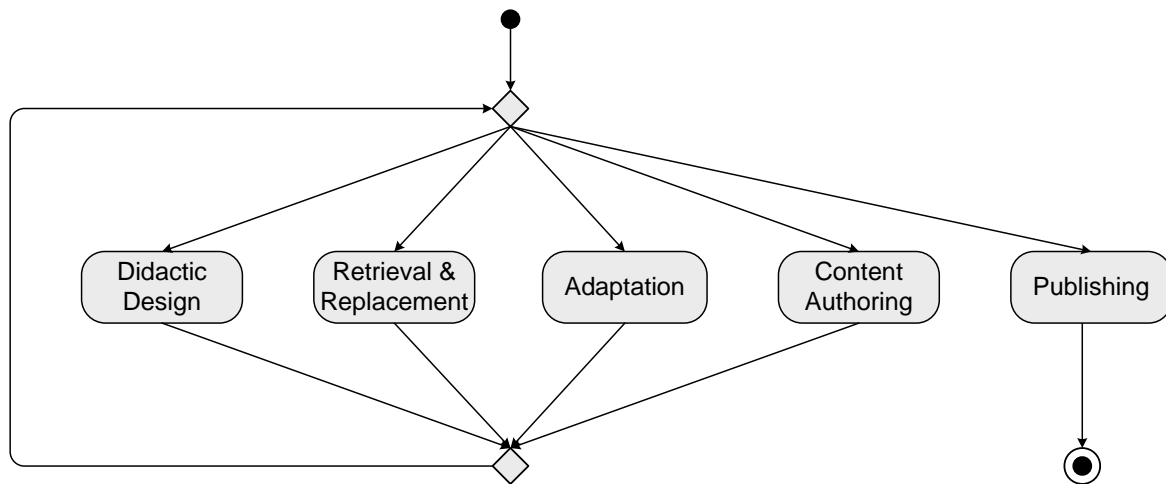 Didactic
Design
Retrieval &
Replacement
Adaptation
Content
Authoring
Publishing